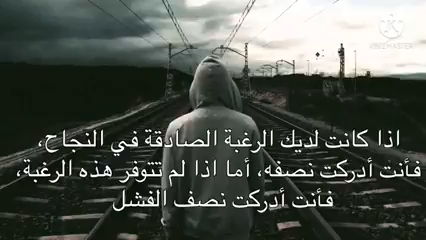 VIDEMASTER
اذا كانت لديك الرغبة الصادقة في النجاح،
فأنت أدركت نصفه، أما اذا لم تتوفر هذه الرغبة،
فأنت أدركت نصف الفشل